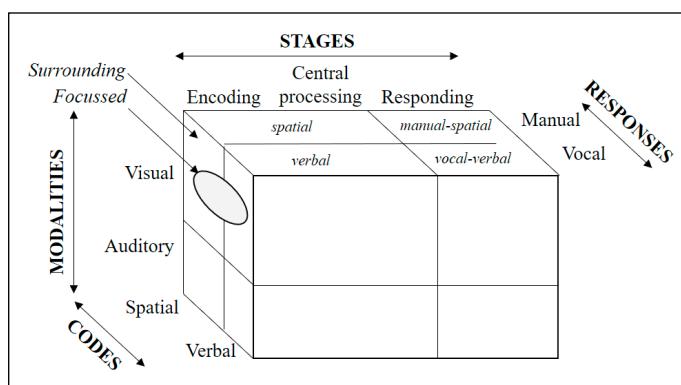 STAGES
Surrounding
Focussed
Central
Encoding processing Responding
spatial manual-spatial
verbal vocal-verbal
Manual
Vocal
RESPONSES
MODALITIES
Visual
Auditory
Spatial
Verbal
CODES